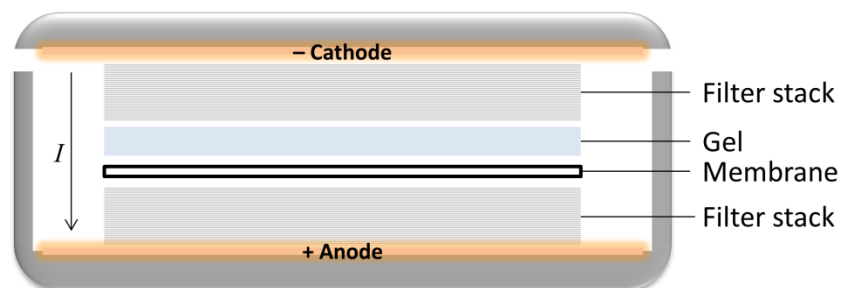 – Cathode
Filter stack
Gel
I
Membrane
Filter stack
+ Anode